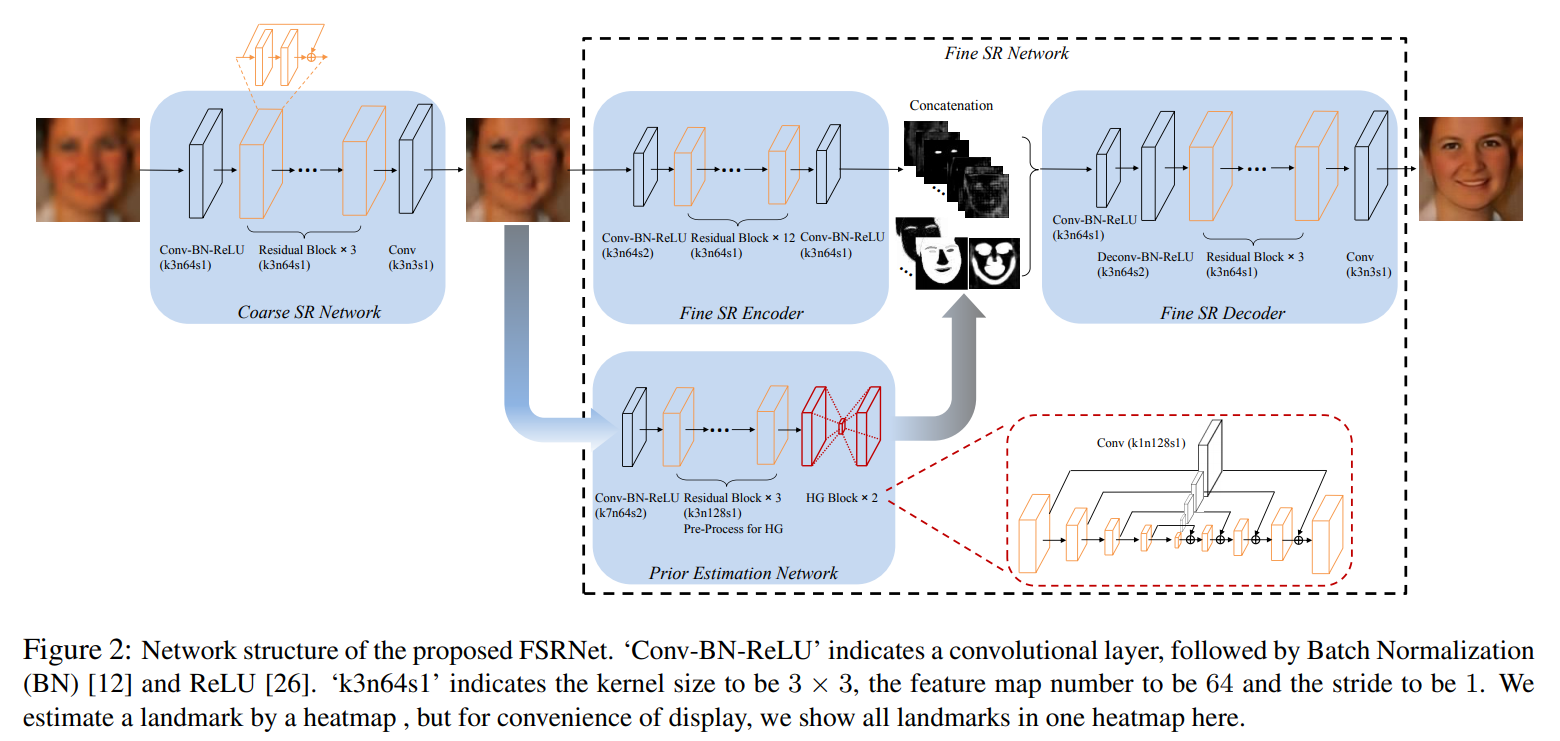 Fine SR Network
Concatenation
Conv-BN-ReLU
(k3n64s1)
Residual Block × 3
(k3n64s1)
Conv
(k3n3s1)
Coarse SR Network
Conv-BN-ReLU
(k3n64s2)
Residual Block × 12
(k3n64s1)
Conv-BN-ReLU
(k3n64s1)
Fine SR Encoder
Conv-BN-ReLU
(k3n64s1)
Deconv-BN-ReLU
(k3n64s2)
Residual Block × 3
(k3n64s1)
Conv
(k3n3s1)
Fine SR Decoder
Conv-BN-ReLU
(k7n64s2)
Residual Block × 3
(k3n128s1)
Pre-Process for HG
HG Block × 2
Prior Estimation Network
Conv (k1n128s1)
Figure 2: Network structure of the proposed FSRNet. ‘Conv-BN-ReLU’ indicates a convolutional layer, followed by Batch Normalization
(BN) [12] and ReLU [26]. ‘k3n64s1’ indicates the kernel size to be 3 × 3, the feature map number to be 64 and the stride to be 1. We
estimate a landmark by a heatmap , but for convenience of display, we show all landmarks in one heatmap here.